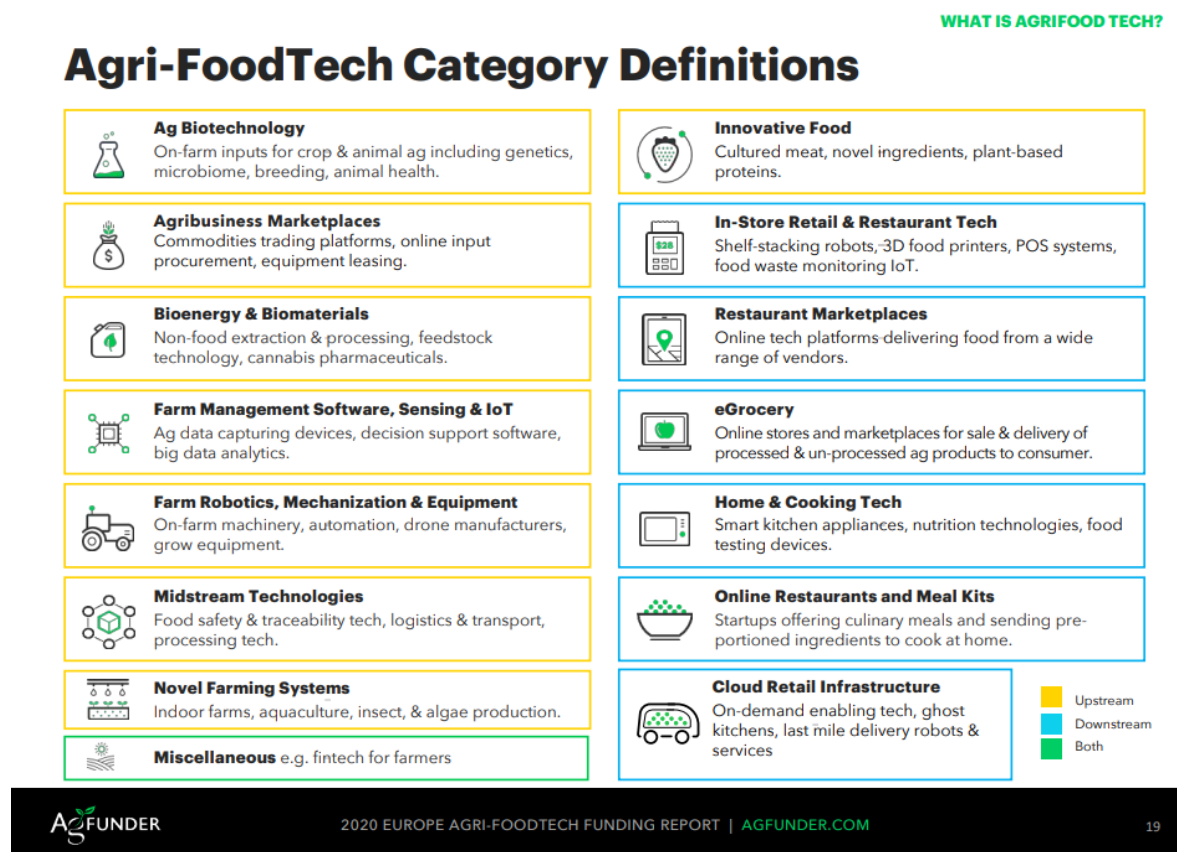 WHAT IS AGRIFOOD TECH?
Agri-FoodTech Category Definitions
Ag Biotechnology
On-farm inputs for crop & animal ag including genetics,
microbiome, breeding, animal health.
Agribusiness Marketplaces
Commodities trading platforms, online input
procurement, equipment leasing.
Bioenergy & Biomaterials
Non-food extraction & processing, feedstock
technology, cannabis pharmaceuticals.
Farm Management Software, Sensing & IoT
Ag data capturing devices, decision support software,
big data analytics.
Farm Robotics, Mechanization & Equipment
On-farm machinery, automation, drone manufacturers,
grow equipment.
Midstream Technologies
Food safety & traceability tech, logistics & transport,
processing tech.
Novel Farming Systems
Indoor farms, aquaculture, insect, & algae production.
Miscellaneous e.g. fintech for farmers
Innovative Food
Cultured meat, novel ingredients, plant-based
proteins.
$28
In-Store Retail & Restaurant Tech
Shelf-stacking robots, 3D food printers, POS systems,
food waste monitoring IoT.
Restaurant Marketplaces
Online tech platforms delivering food from a wide
range of vendors.
eGrocery
Online stores and marketplaces for sale & delivery of
processed & un-processed ag products to consumer.
Home & Cooking Tech
Smart kitchen appliances, nutrition technologies, food
testing devices.
Online Restaurants and Meal Kits
Startups offering culinary meals and sending pre-
portioned ingredients to cook at home.
Cloud Retail Infrastructure
On-demand enabling tech, ghost
kitchens, last mile delivery robots &
services
Upstream
Downstream
Both
AgFUNDER
2020 EUROPE AGRI-FOODTECH FUNDING REPORT | AGFUNDER.COM
19